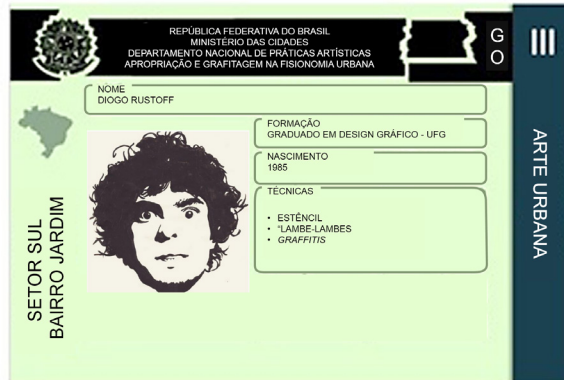 REPÚBLICA FEDERATIVA DO BRASIL
MINISTÉRIO DAS CIDADES
DEPARTAMENTO NACIONAL DE PRÁTICAS ARTÍSTICAS
APROPRIAÇÃO E GRAFITAGEM NA FISIONOMIA URBANA
G
O
NOME
DIOGO RUSTOFF
FORMAÇÃO
GRADUADO EM DESIGN GRÁFICO - UFG
NASCIMENTO
1985
TÉCNICAS
• ESTÊNCIL
• “LAMBE-LAMBES
• GRAFFITIS
SETOR SUL
BAIRRO JARDIM
ARTE URBANA